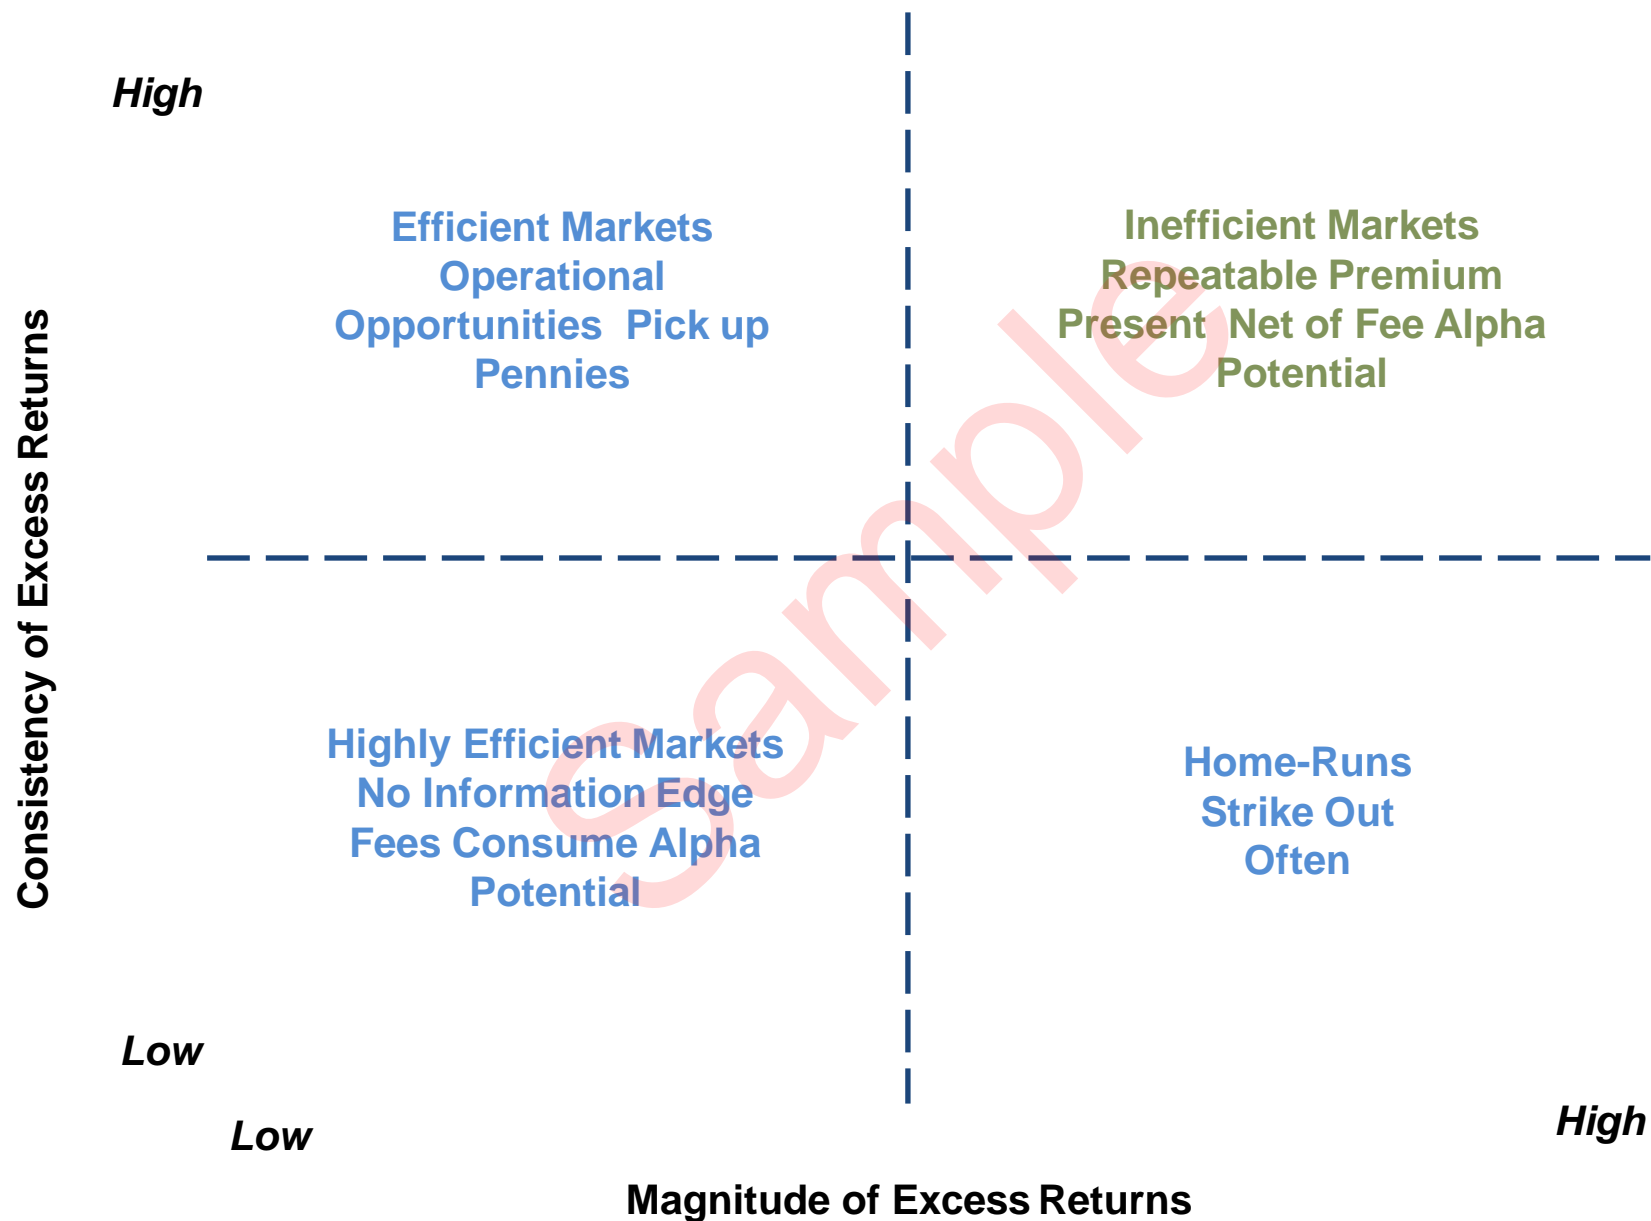 High
Efficient Markets
Operational
Opportunities Pick up
Pennies
Inefficient Markets
Repeatable Premium
Present Net of Fee Alpha
Potential
Consistency of Excess Returns
Sample
Highly Efficient Markets
No Information Edge
Fees Consume Alpha
Potential
Home-Runs
Strike Out
Often
Low
Low
High
Magnitude of Excess Returns